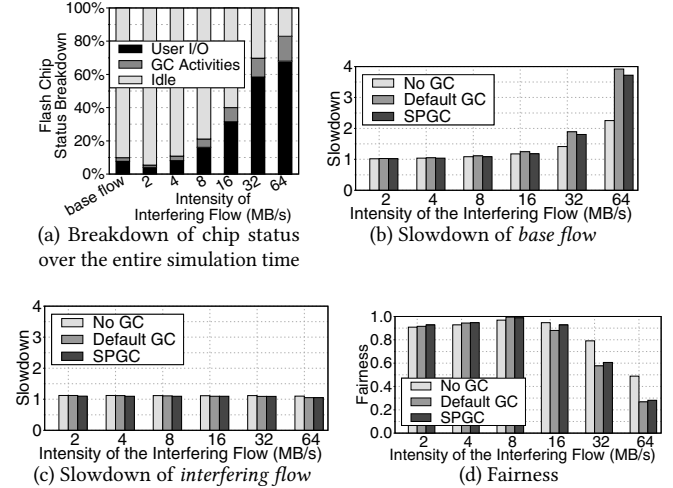 100%
80%
60%
40%
20%
0%
Flash Chip
Status Breakdown
User I/O
GC Activities
Idle
base flow
2
4
8
16
32
64
Intensity of
Interfering Flow (MB/s)
(a) Breakdown of chip status
over the entire simulation time
4
3
2
1
0
Slowdown
No GC
Default GC
SPGC
2 4 8 16 32 64
Intensity of the Interfering Flow (MB/s)
(b) Slowdown of base flow
4
3
2
1
0
Slowdown
No GC
Default GC
SPGC
2 4 8 16 32 64
Intensity of the Interfering Flow (MB/s)
(c) Slowdown of interfering flow
1.0
0.8
0.6
0.4
0.2
0.0
Fairness
No GC
Default GC
SPGC
2 4 8 16 32 64
Intensity of the Interfering Flow (MB/s)
(d) Fairness